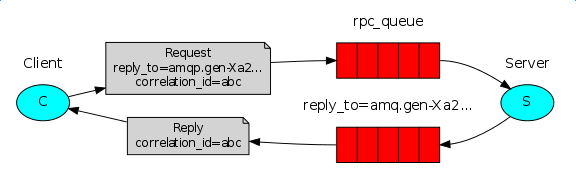 rpc_queue
Client
Request
reply_to=amqp.gen-Xa2...
correlation_id=abc
Server
C
S
reply_to=amq.gen-Xa2...
Reply
correlation_id=abc